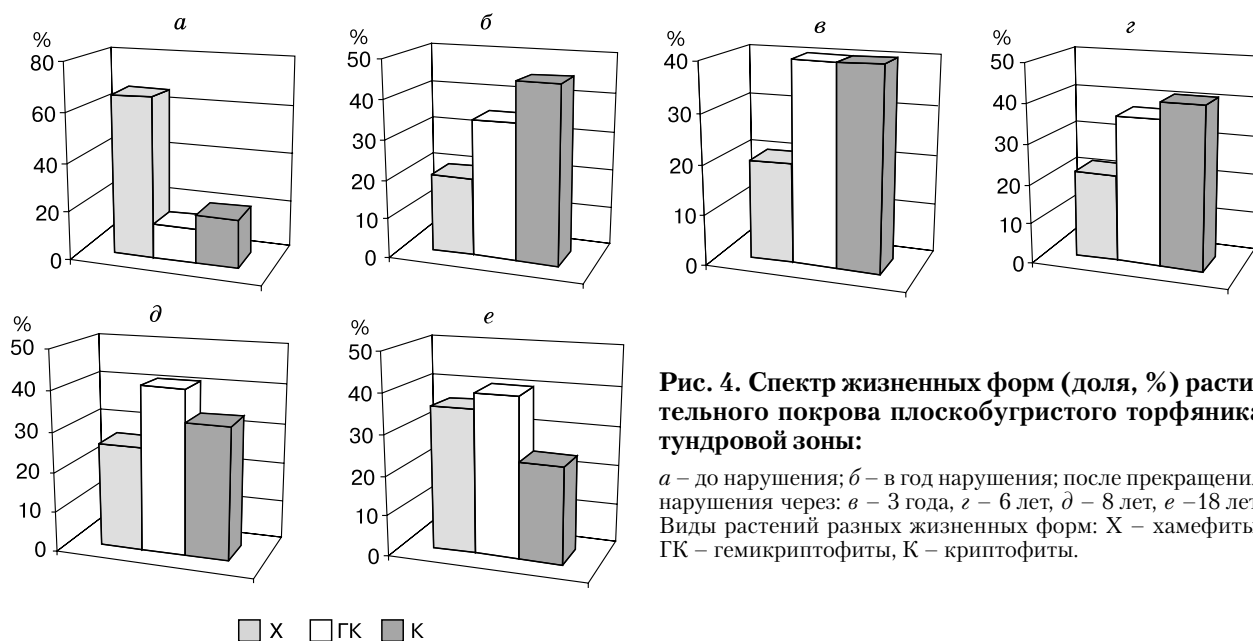 а
б
в
г
%
80
60
40
20
0
%
50
40
30
20
10
0
%
40
30
20
10
0
%
50
40
30
20
10
0
д
е
%
50
40
30
20
10
0
%
50
40
30
20
10
0
Рис. 4. Спектр жизненных форм (доля, %) расти
тельного покрова плоскобугристого торфяника
тундровой зоны:
а – до нарушения; б – в год нарушения; после прекращения
нарушения через: в – 3 года, г – 6 лет, д – 8 лет, е –18 лет
Виды растений разных жизненных форм: Х – хамефиты
ГК – гемикриптофиты, К – криптофиты.
Х ГК К